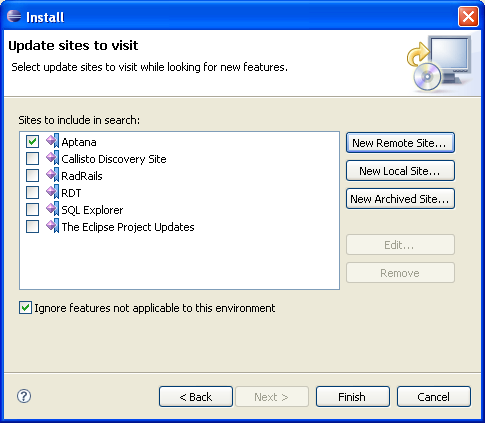 Install
Update sites to visit
Select update sites to visit while looking for new features.
Sites to include in search:
Aptana
Callisto Discovery Site
RadRails
RDT
SQL Explorer
The Eclipse Project Updates
New Remote Site...
New Local Site...
New Archived Site...
Edit...
Remove
Ignore features not applicable to this environment
?
< Back
Next >
Finish
Cancel